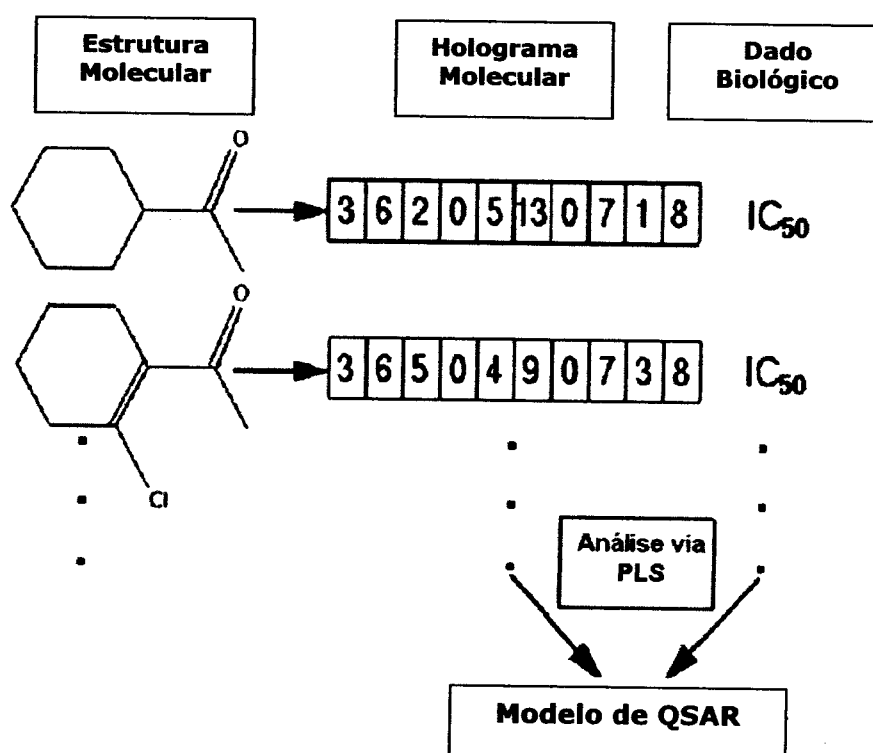 Estrutura
Molecular
Holograma
Molecular
Dado
Biológico
O
3 6 2 0 5 13 0 7 1 8
IC50
O
3 6 5 0 4 9 0 7 3 8
IC50
Cl
Análise via
PLS
Modelo de QSAR